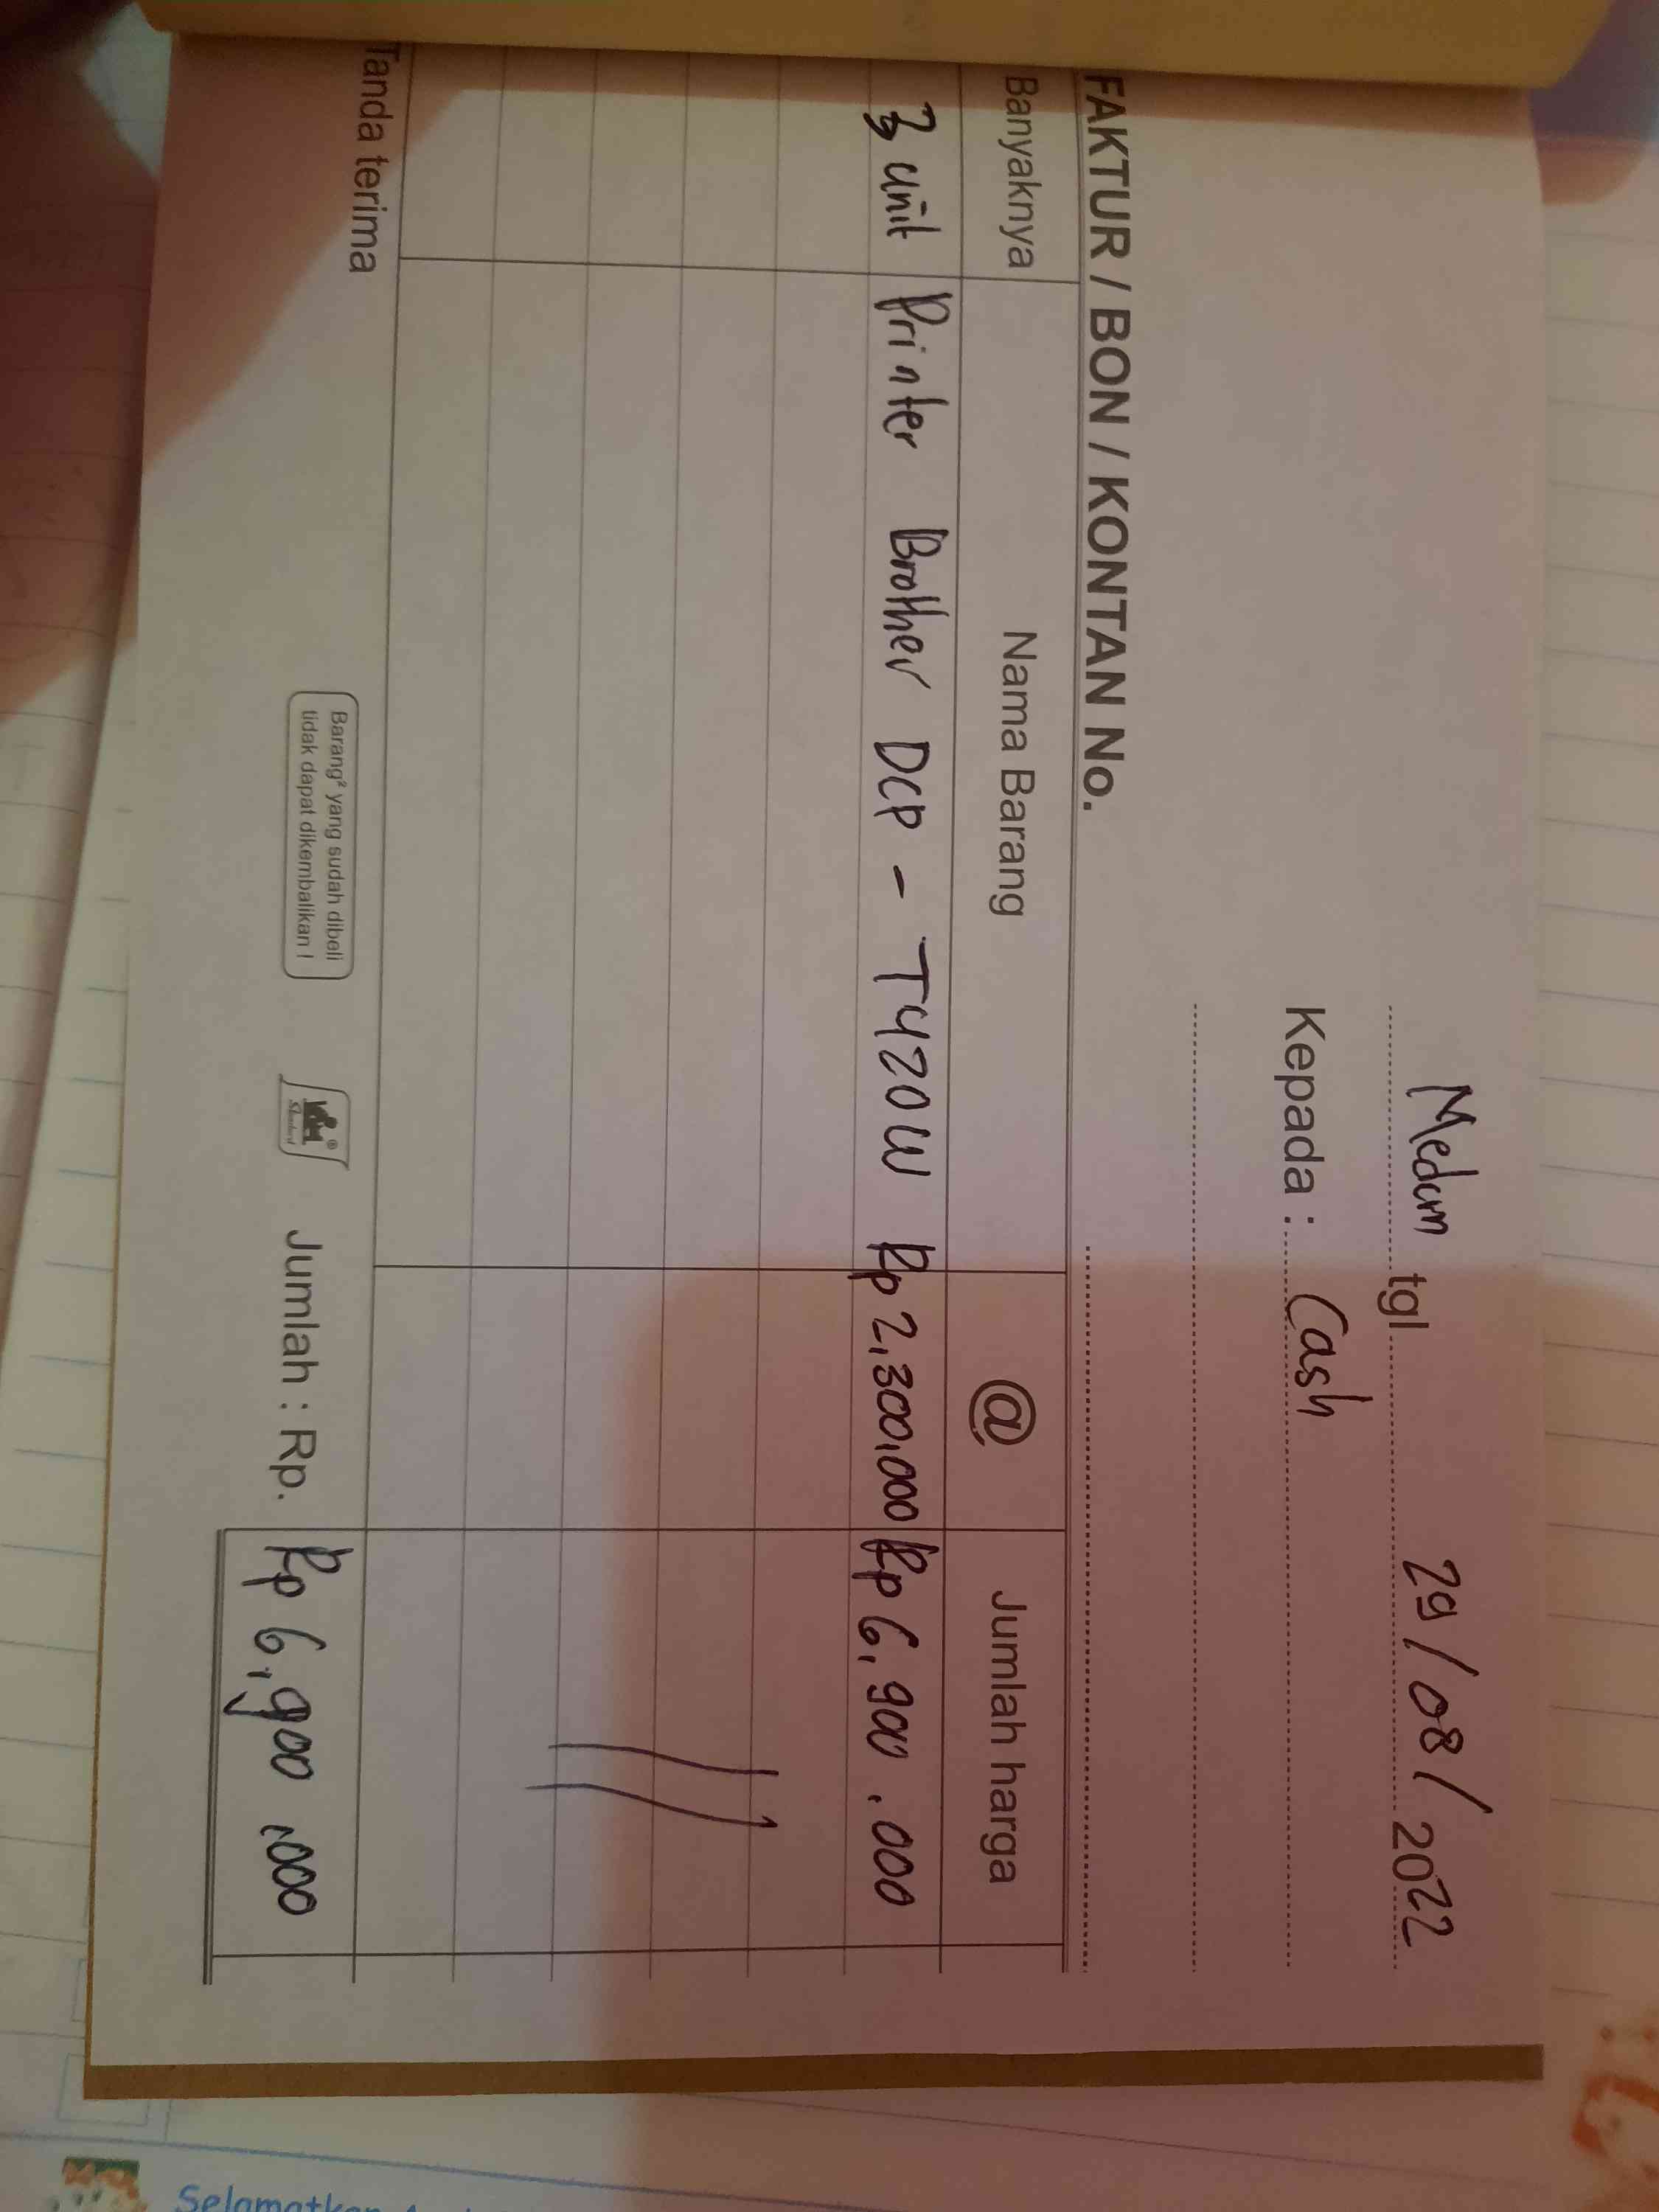 Medan tgl 29/08/2022
Kepada : Cash
FAKTUR / BON / KONTAN No.
Banyaknya Nama Barang @ Jumlah harga
3 unit Printer Brother DCP - T420W Rp 2,300,000 Rp 6,900.000
Tanda terima
Barang² yang sudah dibeli
tidak dapat dikembalikan !
Jumlah : Rp. Rp 6,900.000